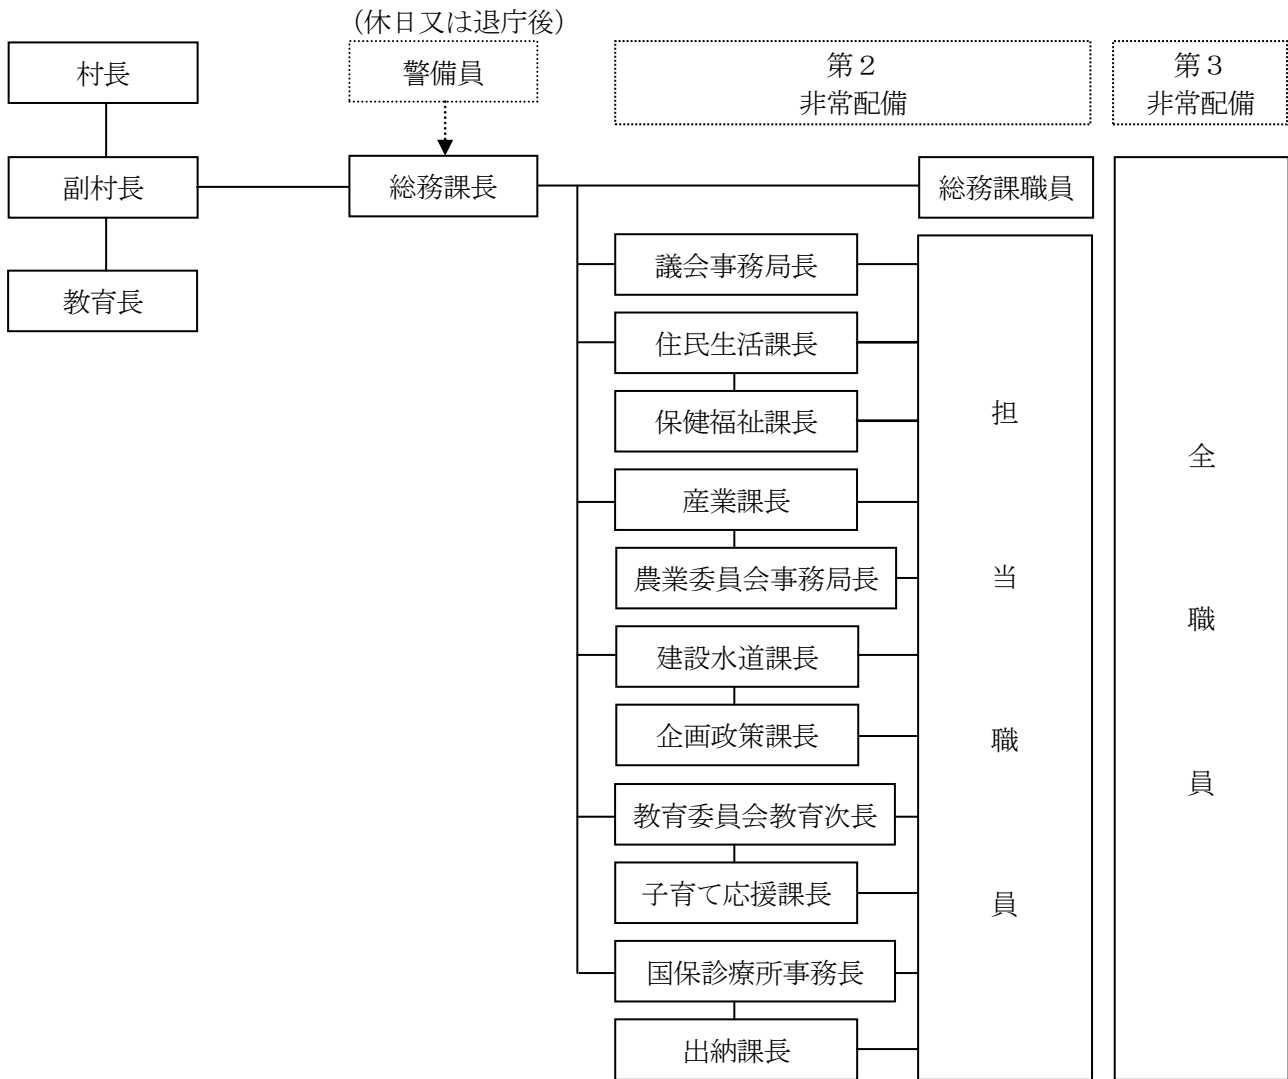 (休日又は退庁後)
村長
警備員
第2
非常配備
第3
非常配備
副村長
総務課長
総務課職員
教育長
議会事務局長
住民生活課長
保健福祉課長
産業課長
農業委員会事務局長
建設水道課長
企画政策課長
教育委員会教育次長
子育て応援課長
国保診療所事務長
出納課長
担当職員
全職員